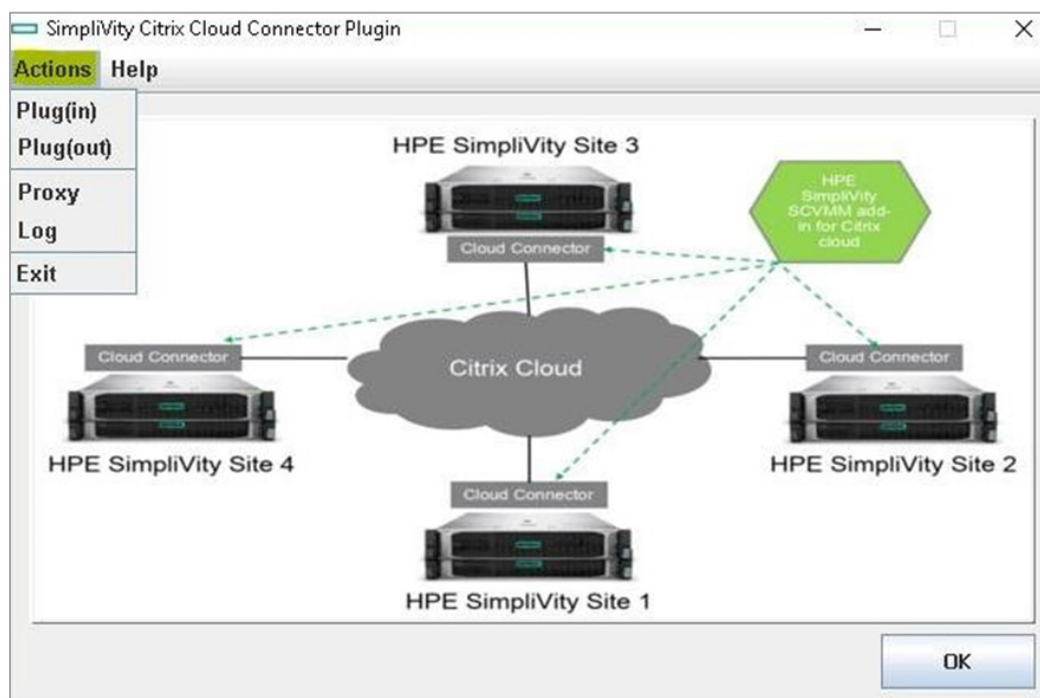 SimpliVity Citrix Cloud Connector Plugin
Actions Help
Plug(in)
Plug(out)
Proxy
Log
Exit
HPE SimpliVity Site 3
Cloud Connector
HPE
SimpliVity
SCVMM add-
in for Citrix
cloud
Cloud Connector
HPE SimpliVity Site 4
Citrix Cloud
Cloud Connector
HPE SimpliVity Site 2
Cloud Connector
HPE SimpliVity Site 1
OK